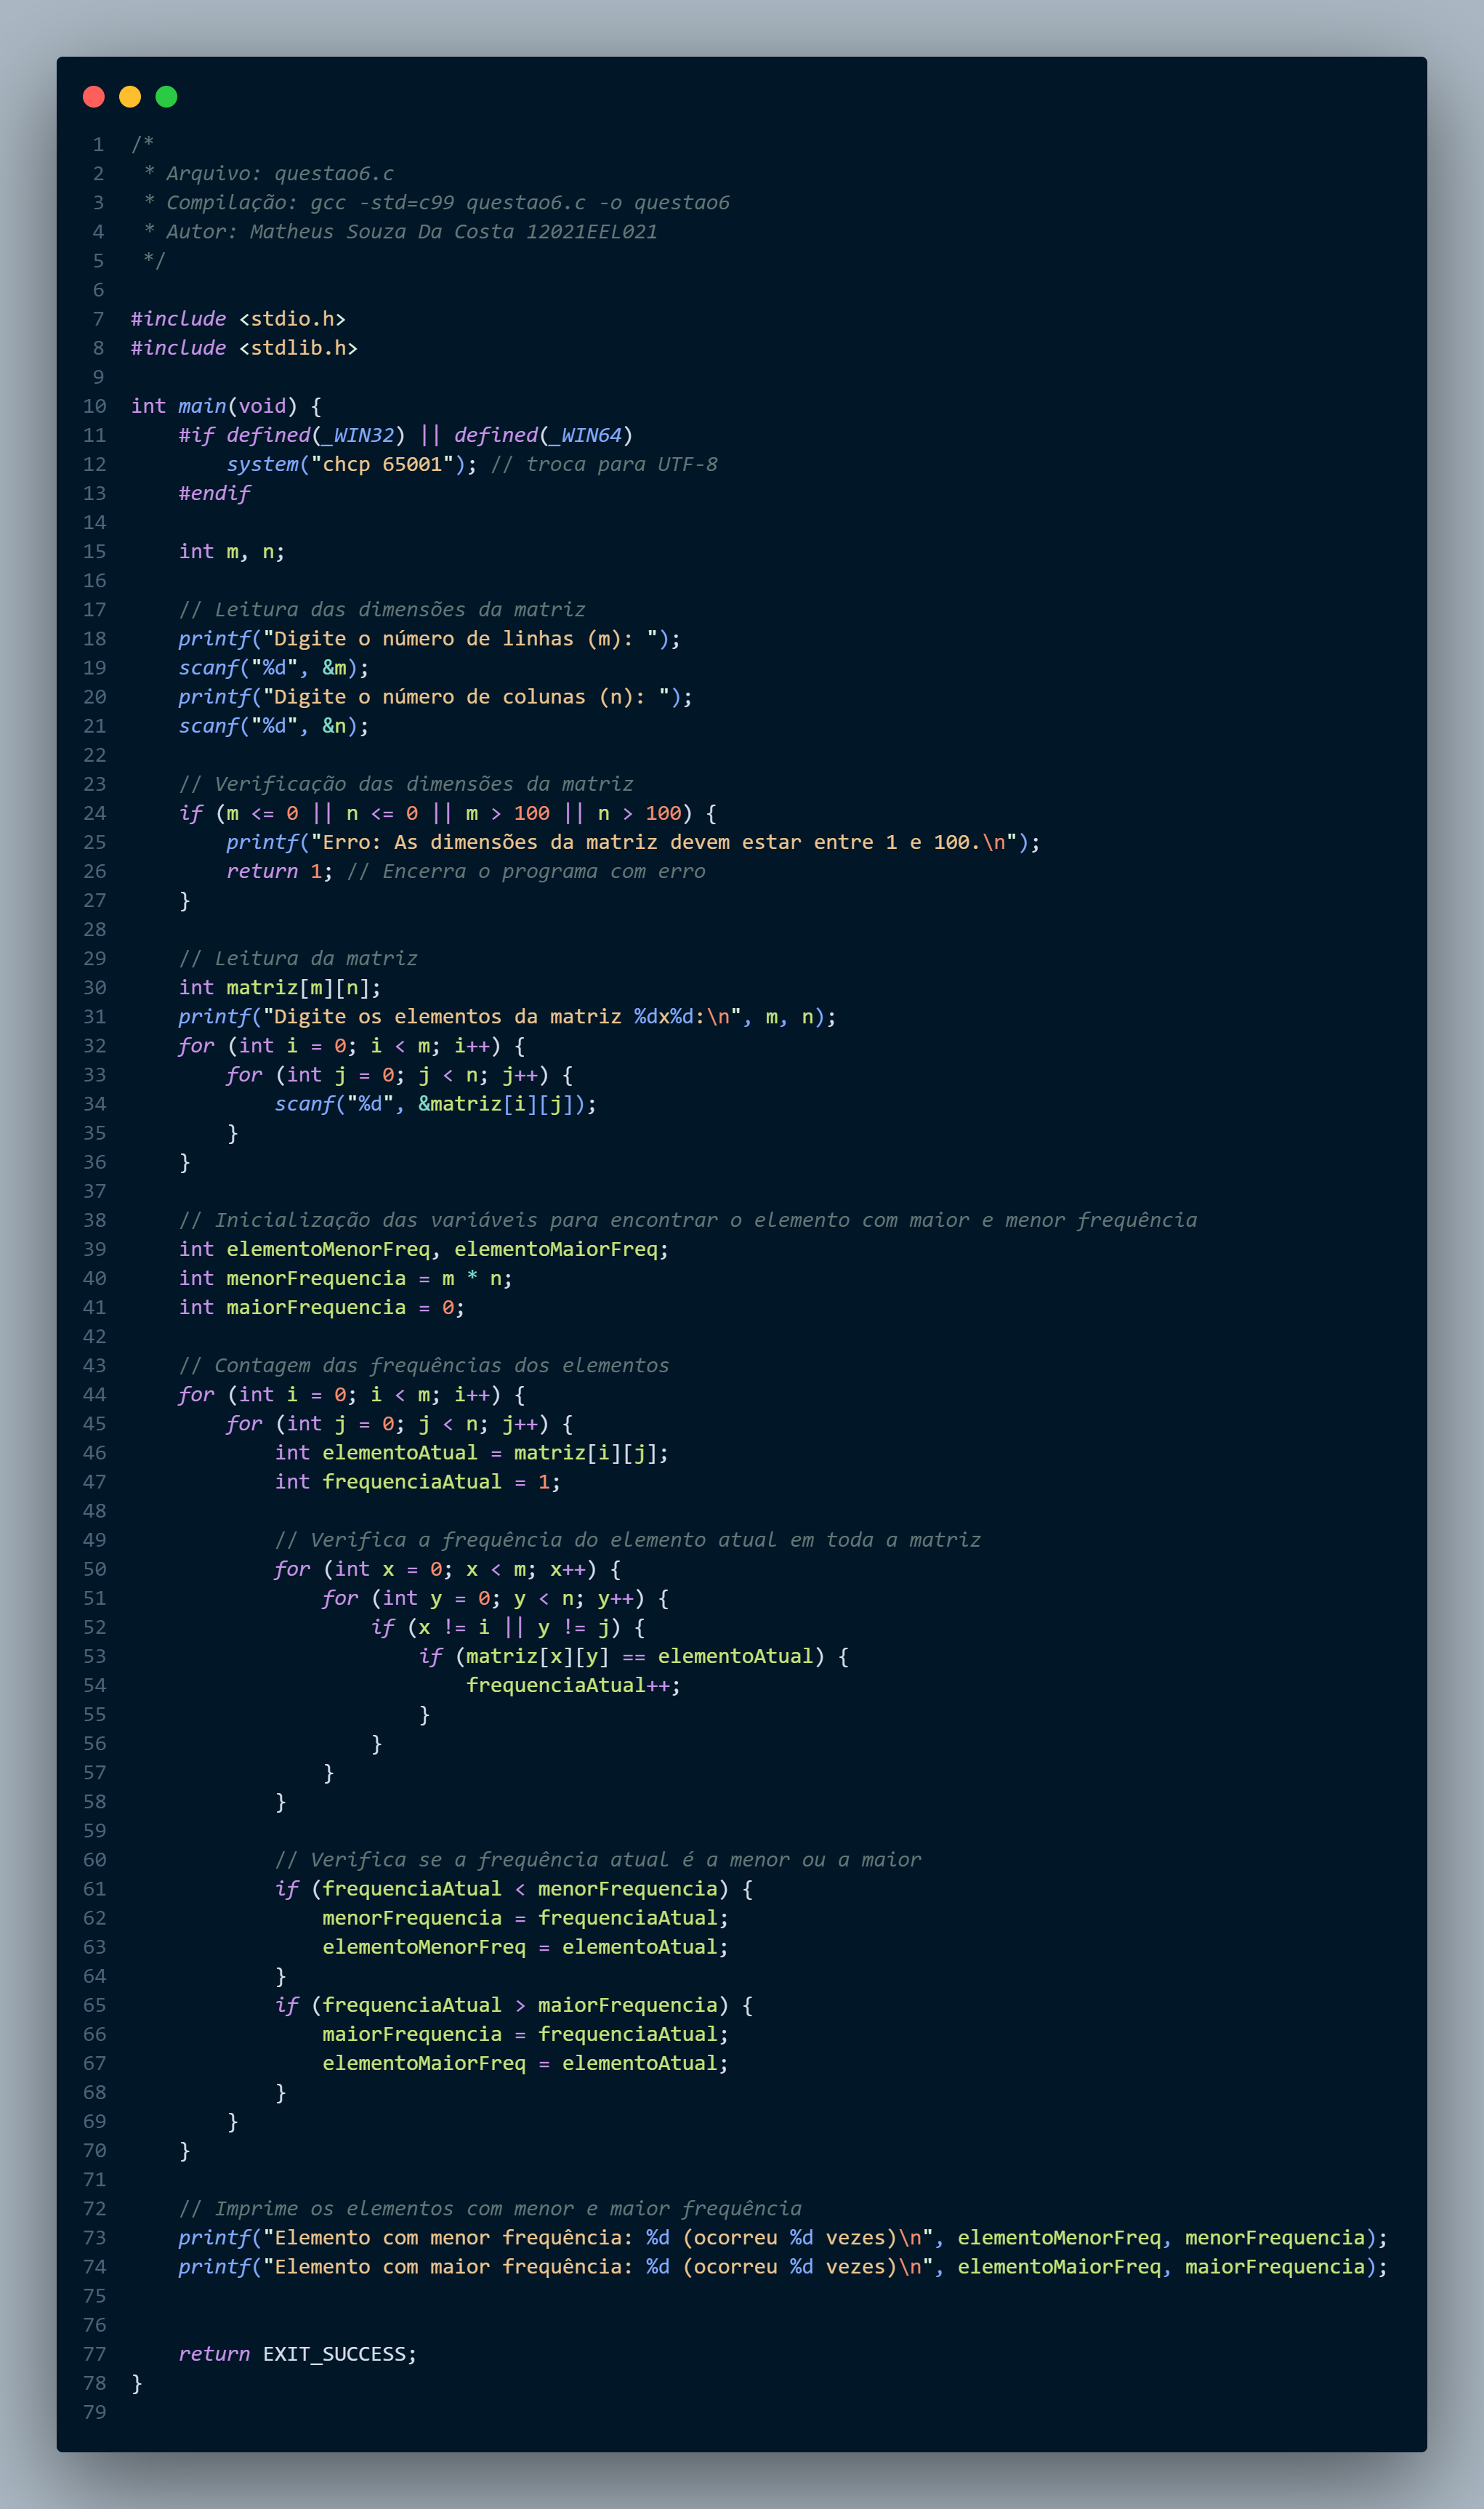 1 /*
2  * Arquivo: questao6.c
3  * Compilação: gcc -std=c99 questao6.c -o questao6
4  * Autor: Matheus Souza Da Costa 12021EEL021
5  */
6
7 #include <stdio.h>
8 #include <stdlib.h>
9
10 int main(void) {
11     #if defined(_WIN32) || defined(_WIN64)
12         system("chcp 65001"); // troca para UTF-8
13     #endif
14
15     int m, n;
16
17     // Leitura das dimensões da matriz
18     printf("Digite o número de linhas (m): ");
19     scanf("%d", &m);
20     printf("Digite o número de colunas (n): ");
21     scanf("%d", &n);
22
23     // Verificação das dimensões da matriz
24     if (m <= 0 || n <= 0 || m > 100 || n > 100) {
25         printf("Erro: As dimensões da matriz devem estar entre 1 e 100.\n");
26         return 1; // Encerra o programa com erro
27     }
28
29     // Leitura da matriz
30     int matriz[m][n];
31     printf("Digite os elementos da matriz %dx%d:\n", m, n);
32     for (int i = 0; i < m; i++) {
33         for (int j = 0; j < n; j++) {
34             scanf("%d", &matriz[i][j]);
35         }
36     }
37
38     // Inicialização das variáveis para encontrar o elemento com maior e menor frequência
39     int elementoMenorFreq, elementoMaiorFreq;
40     int menorFrequencia = m * n;
41     int maiorFrequencia = 0;
42
43     // Contagem das frequências dos elementos
44     for (int i = 0; i < m; i++) {
45         for (int j = 0; j < n; j++) {
46             int elementoAtual = matriz[i][j];
47             int frequenciaAtual = 1;
48
49             // Verifica a frequência do elemento atual em toda a matriz
50             for (int x = 0; x < m; x++) {
51                 for (int y = 0; y < n; y++) {
52                     if (x != i || y != j) {
53                         if (matriz[x][y] == elementoAtual) {
54                             frequenciaAtual++;
55                         }
56                     }
57                 }
58             }
59
60             // Verifica se a frequência atual é a menor ou a maior
61             if (frequenciaAtual < menorFrequencia) {
62                 menorFrequencia = frequenciaAtual;
63                 elementoMenorFreq = elementoAtual;
64             }
65             if (frequenciaAtual > maiorFrequencia) {
66                 maiorFrequencia = frequenciaAtual;
67                 elementoMaiorFreq = elementoAtual;
68             }
69         }
70     }
71
72     // Imprime os elementos com menor e maior frequência
73     printf("Elemento com menor frequência: %d (ocorreu %d vezes)\n", elementoMenorFreq, menorFrequencia);
74     printf("Elemento com maior frequência: %d (ocorreu %d vezes)\n", elementoMaiorFreq, maiorFrequencia);
75
76
77     return EXIT_SUCCESS;
78 }
79